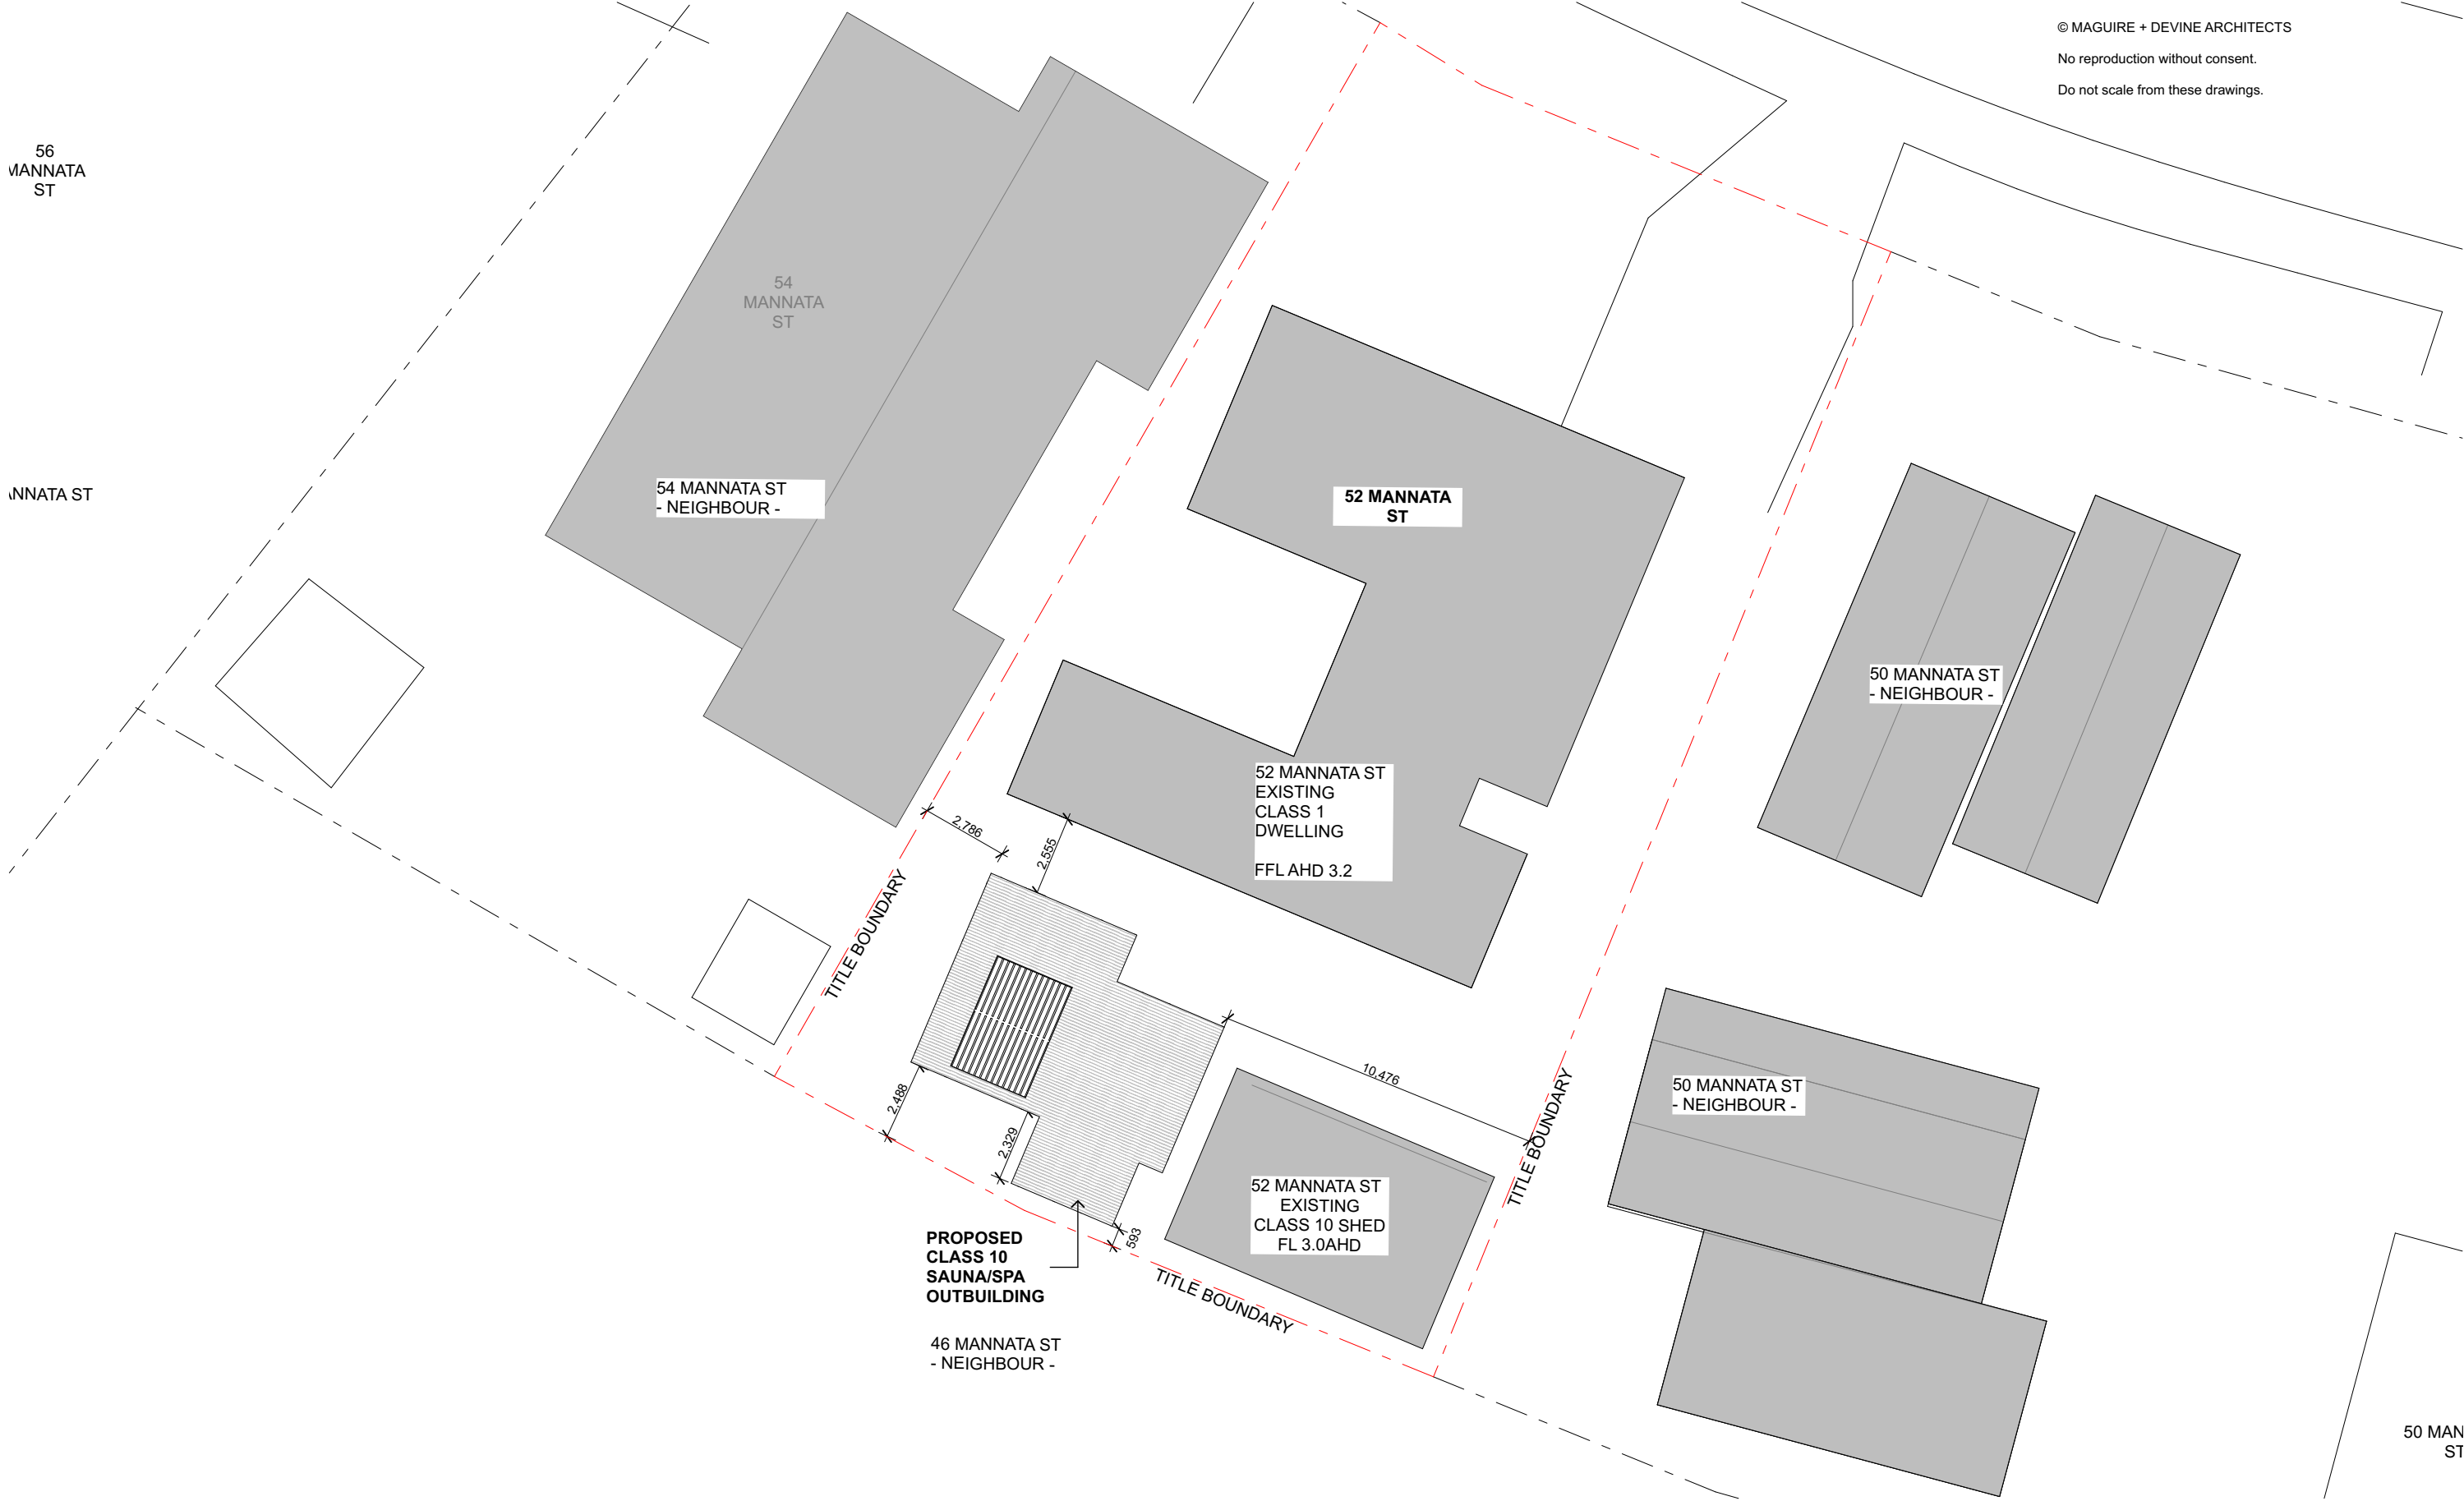 © MAGUIRE + DEVINE ARCHITECTS
No reproduction without consent.
Do not scale from these drawings.
56
MANNATA
ST
54
MANNATA
ST
ANNATA ST
54 MANNATA ST
- NEIGHBOUR -
52 MANNATA
ST
50 MANNATA ST
- NEIGHBOUR -
52 MANNATA ST
EXISTING
CLASS 1
DWELLING
FFL AHD 3.2
2,786
2,555
TITLE BOUNDARY
10,476
2,488
2,329
593
TITLE BOUNDARY
50 MANNATA ST
- NEIGHBOUR -
52 MANNATA ST
EXISTING
CLASS 10 SHED
FL 3.0AHD
PROPOSED
CLASS 10
SAUNA/SPA
OUTBUILDING
TITLE BOUNDARY
46 MANNATA ST
- NEIGHBOUR -
50 MAN
ST